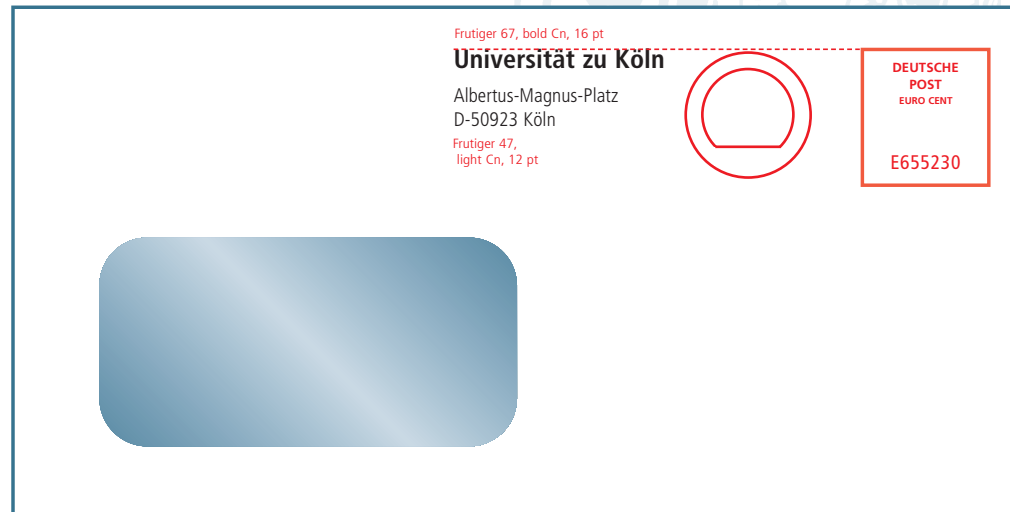 Frutiger 67, bold Cn, 16 pt
Universität zu Köln
Albertus-Magnus-Platz
D-50923 Köln
Frutiger 47,
light Cn, 12 pt
DEUTSCHE
POST
EURO CENT
E655230